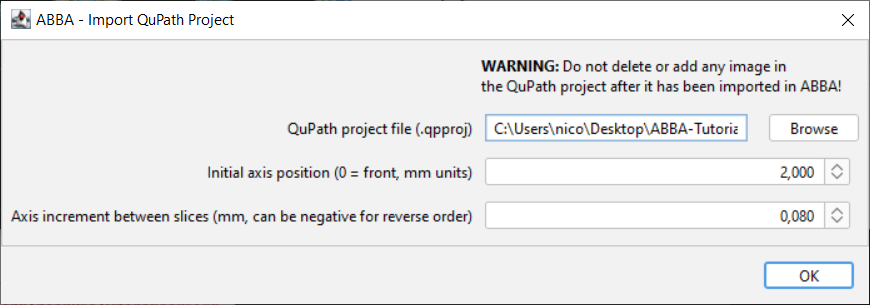 ABBA - Import QuPath Project
WARNING: Do not delete or add any image in
the QuPath project after it has been imported in ABBA!
QuPath project file (.qpproj) C:\Users\nico\Desktop\ABBA-Tutoria Browse
Initial axis position (0 = front, mm units) 2,000
Axis increment between slices (mm, can be negative for reverse order) 0,080
OK